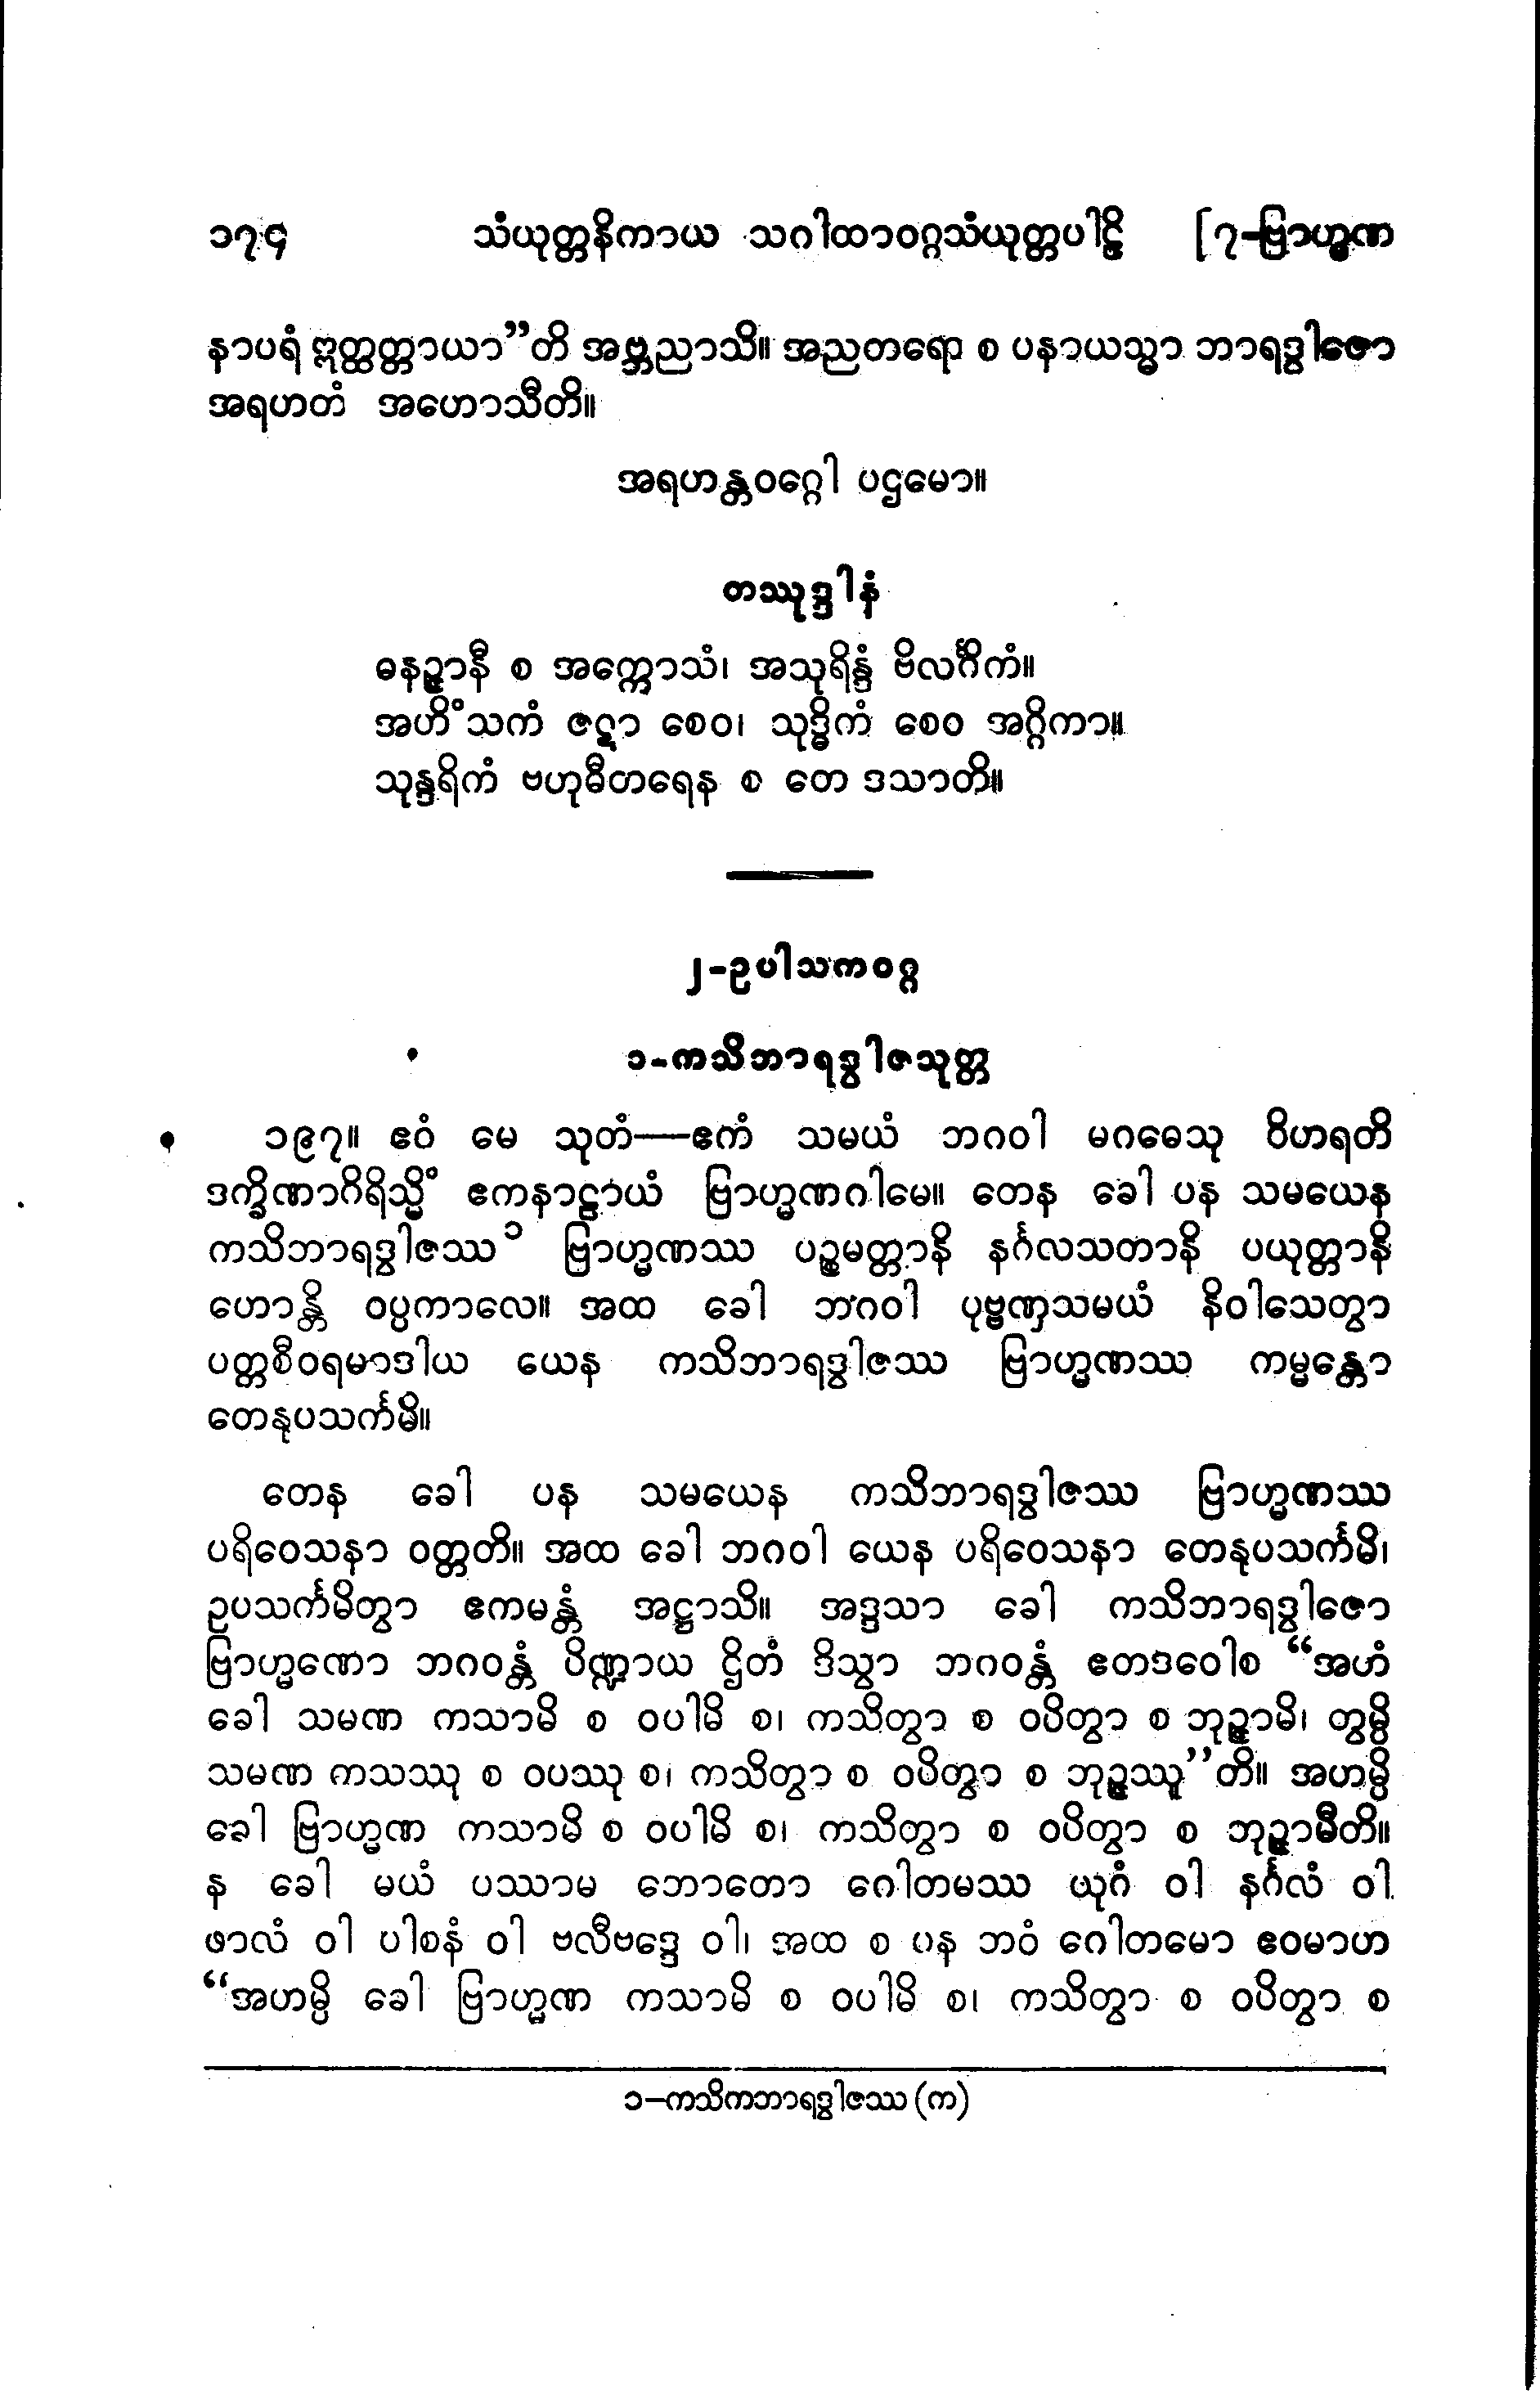 ၁၇၄ သံယုတ္တနိကာယ သဂါထာဝဂ္ဂသံယုတ္တပါဠိ [၇-ဗြာဟ္မဏ
နာပရံ ဣတ္ထတ္တာယာ”တိ အဗ္ဘညာသိ။ အညတရော စ ပနာယသ္မာ ဘာရဒွါဇော
အရဟတံ အဟောသီတိ။
အရဟန္တဝဂ္ဂေါ ပဌမော။
တဿုဒ္ဒါနံ
ဓနဉ္ဇာနီ စ အက္ကောသံ၊ အသုရိန္ဒံ ဗိလင်္ဂိကံ။
အဟိံသကံ ဇဋာ စေဝ၊ သုဒ္ဓိကံ စေဝ အဂ္ဂိကာ။
သုန္ဒရိကံ ဗဟုဓီတရေန စ တေ ဒသာတိ။
၂-ဥပါသကဝဂ္ဂ
၁-ကသိဘာရဒွါဇသုတ္တ
၁၉၇။ ဧဝံ မေ သုတံ—ဧကံ သမယံ ဘဂဝါ မဂဓေသု ဝိဟရတိ
ဒက္ခိဏာဂိရိသ္မိံ ဧကနာဠာယံ ဗြာဟ္မဏဂါမေ။ တေန ခေါ ပန သမယေန
ကသိဘာရဒွါဇဿ ၁ ဗြာဟ္မဏဿ ပဉ္စမတ္တာနိ နင်္ဂလသတာနိ ပယုတ္တာနိ
ဟောန္တိ ဝပ္ပကာလေ။ အထ ခေါ ဘဂဝါ ပုဗ္ဗဏှသမယံ နိဝါသေတွာ
ပတ္တစီဝရမာဒါယ ယေန ကသိဘာရဒွါဇဿ ဗြာဟ္မဏဿ ကမ္မန္တော
တေနုပသင်္ကမိ။
တေန ခေါ ပန သမယေန ကသိဘာရဒွါဇဿ ဗြာဟ္မဏဿ
ပရိဝေသနာ ဝတ္တတိ။ အထ ခေါ ဘဂဝါ ယေန ပရိဝေသနာ တေနုပသင်္ကမိ၊
ဥပသင်္ကမိတွာ ဧကမန္တံ အဋ္ဌာသိ။ အဒ္ဒသာ ခေါ ကသိဘာရဒွါဇော
ဗြာဟ္မဏော ဘဂဝန္တံ ပိဏ္ဍာယ ဌိတံ ဒိသွာ ဘဂဝန္တံ ဧတဒဝေါစ “အဟံ
ခေါ သမဏ ကသာမိ စ ဝပါမိ စ၊ ကသိတွာ စ ဝပိတွာ စ ဘုဉ္ဇာမိ၊ တွမ္ပိ
သမဏ ကသဿု စ ဝပဿု စ၊ ကသိတွာ စ ဝပိတွာ စ ဘုဉ္ဇဿူ”တိ။ အဟမ္ပိ
ခေါ ဗြာဟ္မဏ ကသာမိ စ ဝပါမိ စ၊ ကသိတွာ စ ဝပိတွာ စ ဘုဉ္ဇာမီတိ။
န ခေါ မယံ ပဿာမ ဘောတော ဂေါတမဿ ယုဂံ ဝါ နင်္ဂလံ ဝါ
ဖာလံ ဝါ ပါစနံ ဝါ ဗလီဗဒ္ဒေ ဝါ၊ အထ စ ပန ဘဝံ ဂေါတမော ဧဝမာဟ
“အဟမ္ပိ ခေါ ဗြာဟ္မဏ ကသာမိ စ ဝပါမိ စ၊ ကသိတွာ စ ဝပိတွာ စ
၁–ကသိကဘာရဒွါဇဿ (က)